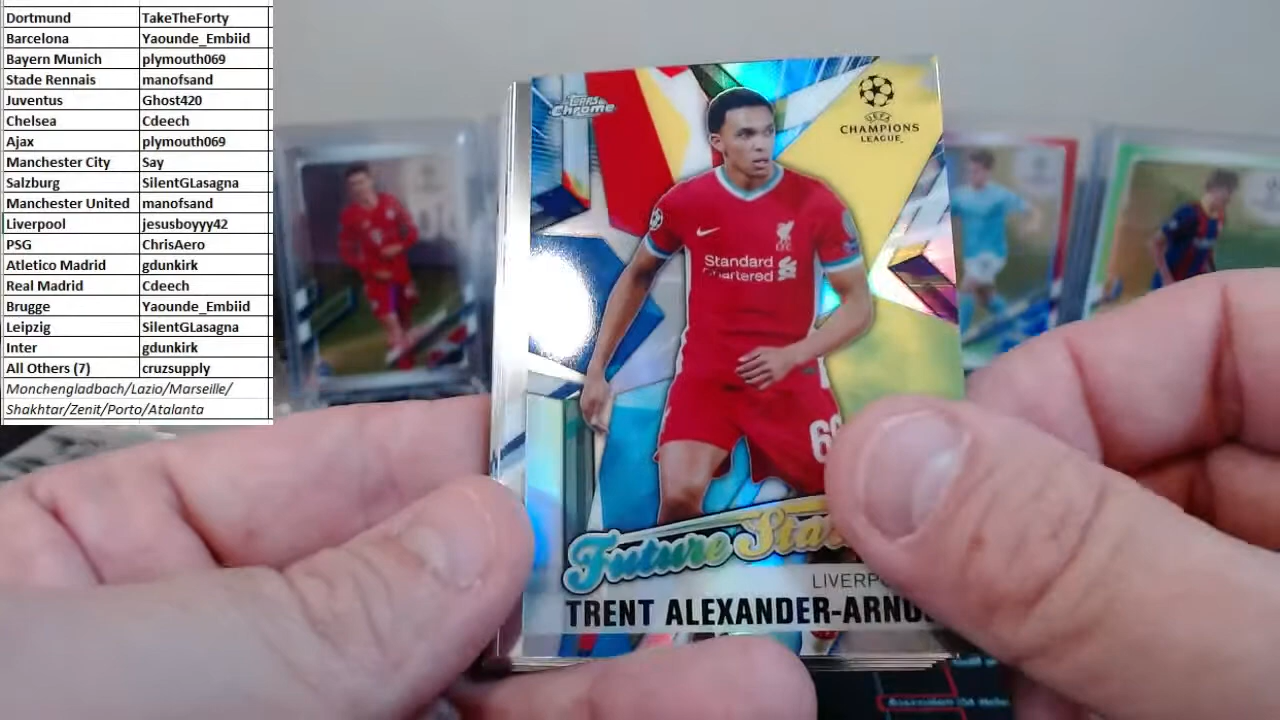 Dortmund TakeTheForty
Barcelona Yaounde_Embiid
Bayern Munich plymouth069
Stade Rennais manofsand
Juventus Ghost420
Chelsea Cdeech
Ajax plymouth069
Manchester City Say
Salzburg SilentGLasagna
Manchester United manofsand
Liverpool jesusboyyy42
PSG ChrisAero
Atletico Madrid gdunkirk
Real Madrid Cdeech
Brugge Yaounde_Embiid
Leipzig SilentGLasagna
Inter gdunkirk
All Others (7) cruzsupply
Monchengladbach/Lazio/Marseille/
Shakhtar/Zenit/Porto/Atalanta
Topps
Chrome
UEFA
CHAMPIONS
LEAGUE
LFC
Standard
Chartered
Future
LIVERPO
TRENT ALEXANDER-ARNO